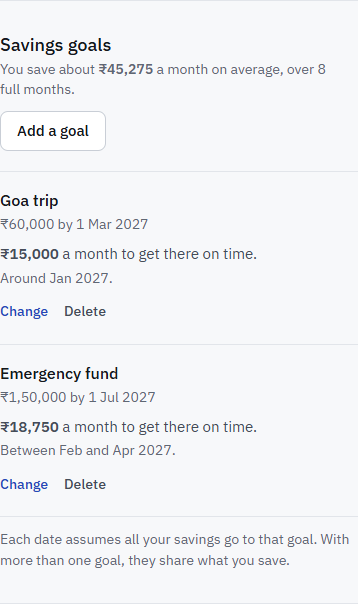 Savings goals
You save about ₹45,275 a month on average, over 8
full months.
Add a goal
Goa trip
₹60,000 by 1 Mar 2027
₹15,000 a month to get there on time.
Around Jan 2027.
Change Delete
Emergency fund
₹1,50,000 by 1 Jul 2027
₹18,750 a month to get there on time.
Between Feb and Apr 2027.
Change Delete
Each date assumes all your savings go to that goal. With
more than one goal, they share what you save.